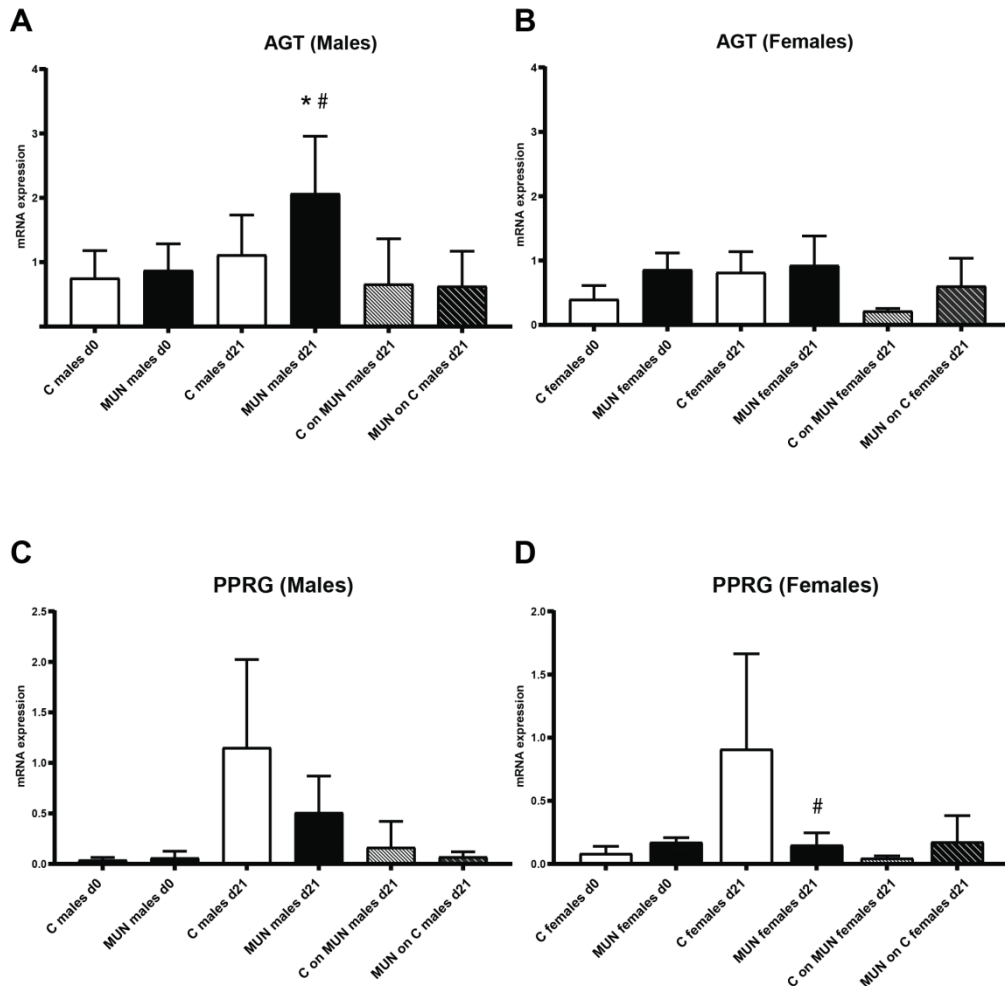 A
AGT (Males)
mRNA expression
4
3
2
1
* #
C males d0
MUN males d0
C males d21
MUN males d21
C on MUN males d21
MUN on C males d21
B
AGT (Females)
mRNA expression
4
3
2
1
0
C females d0
MUN females d0
C females d21
MUN females d21
C on MUN females d21
MUN on C females d21
C
PPRG (Males)
mRNA expression
2.5
2.0
1.5
1.0
0.5
0.0
C males d0
MUN males d0
C males d21
MUN males d21
C on MUN males d21
MUN on C males d21
D
PPRG (Females)
mRNA expression
2.0
1.5
1.0
0.5
0.0
#
C females d0
MUN females d0
C females d21
MUN females d21
C on MUN females d21
MUN on C females d21